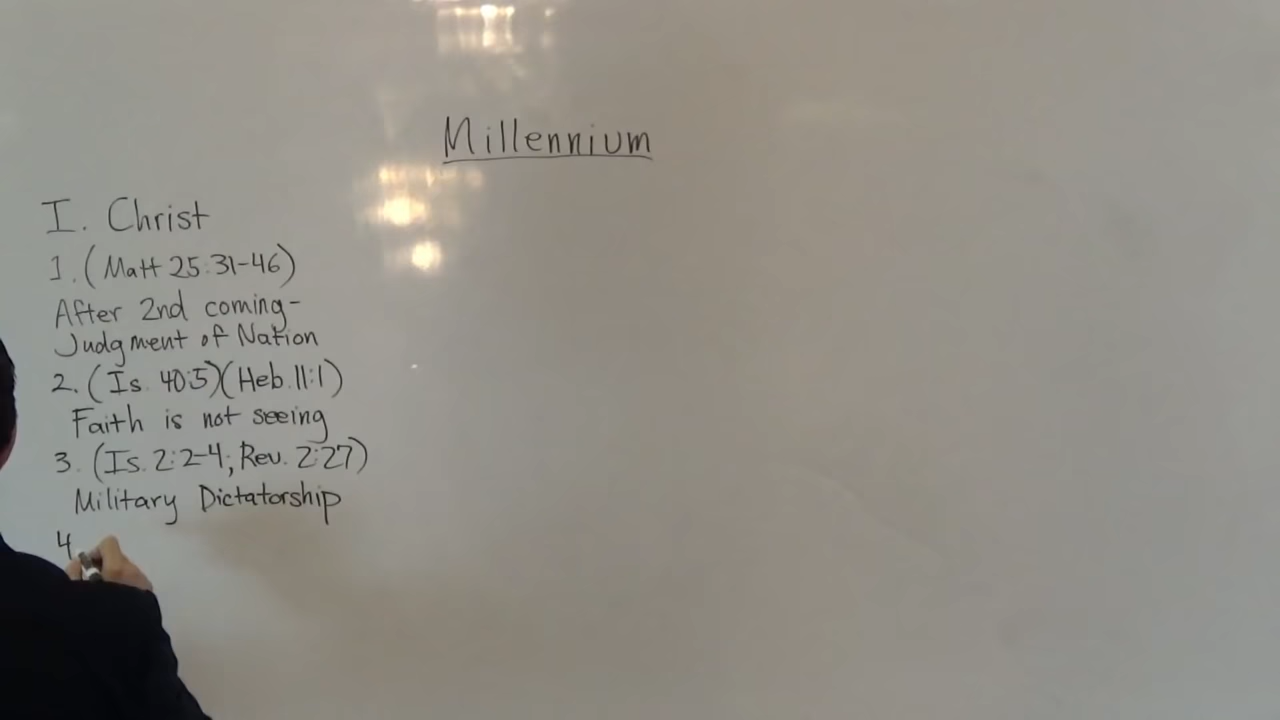 Millennium
I. Christ
1. (Matt 25:31-46)
After 2nd coming-
Judgment of Nation
2. (Is. 40:5)(Heb. 11:1)
Faith is not seeing
3. (Is. 2:2-4; Rev. 2:27)
Military Dictatorship
4